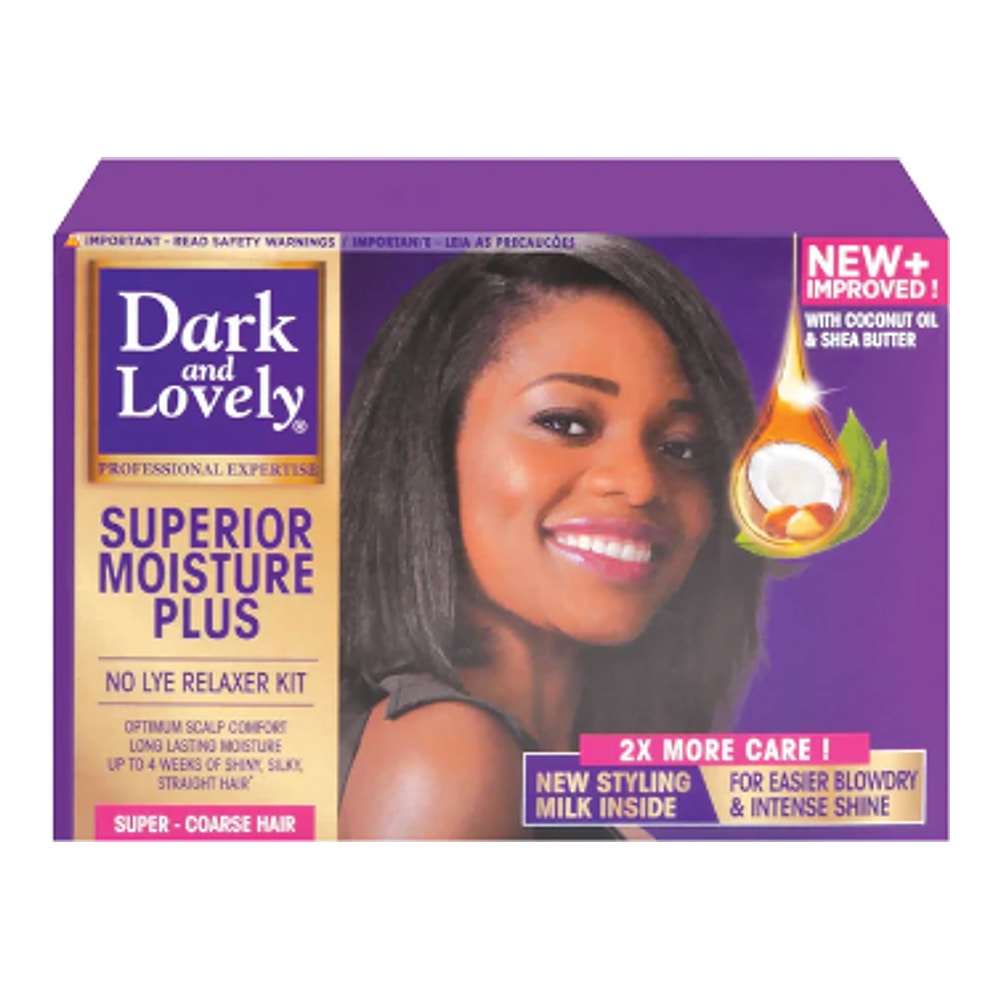 IMPORTANT - READ SAFETY WARNINGS / IMPORTANTE - LEIA AS PRECAUÇÕES
Dark
and
Lovely®
PROFESSIONAL EXPERTISE
SUPERIOR
MOISTURE
PLUS
NO LYE RELAXER KIT
OPTIMUM SCALP COMFORT
LONG LASTING MOISTURE
UP TO 4 WEEKS OF SHINY, SILKY,
STRAIGHT HAIR*
SUPER - COARSE HAIR
NEW+
IMPROVED !
WITH COCONUT OIL
& SHEA BUTTER
2X MORE CARE !
NEW STYLING
MILK INSIDE
FOR EASIER BLOWDRY
& INTENSE SHINE